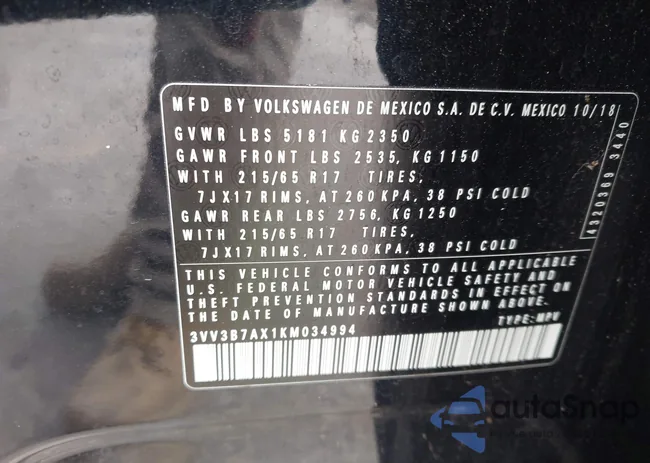 MFD BY VOLKSWAGEN DE MEXICO S.A. DE C.V. MEXICO 10/18
GVWR LBS 5181 KG 2350
GAWR FRONT LBS 2535, KG 1150
WITH 215/65 R17 TIRES,
7JX17 RIMS, AT 260 KPA, 38 PSI COLD
GAWR REAR LBS 2756, KG 1250
WITH 215/65 R17 TIRES,
7JX17 RIMS, AT 260 KPA, 38 PSI COLD
4320369 3440
THIS VEHICLE CONFORMS TO ALL APPLICABLE
U.S. FEDERAL MOTOR VEHICLE SAFETY AND
THEFT PREVENTION STANDARDS IN EFFECT ON
THE DATE OF MANUFACTURE SHOWN ABOVE.
3VV3B7AX1KM034994 TYPE: MPV
autoSnap